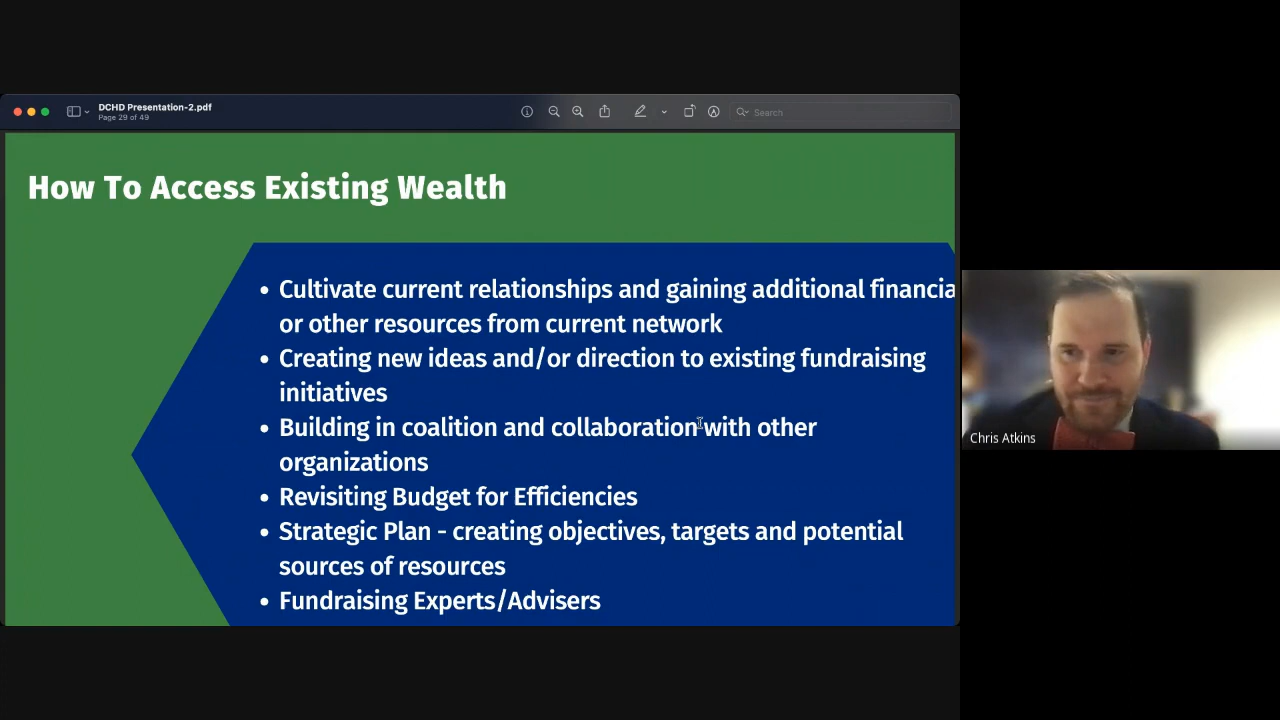 DCHD Presentation-2.pdf
Page 29 of 49
Search
How To Access Existing Wealth
• Cultivate current relationships and gaining additional financia
or other resources from current network
• Creating new ideas and/or direction to existing fundraising
initiatives
• Building in coalition and collaboration with other
organizations
• Revisiting Budget for Efficiencies
• Strategic Plan - creating objectives, targets and potential
sources of resources
• Fundraising Experts/Advisers
Chris Atkins